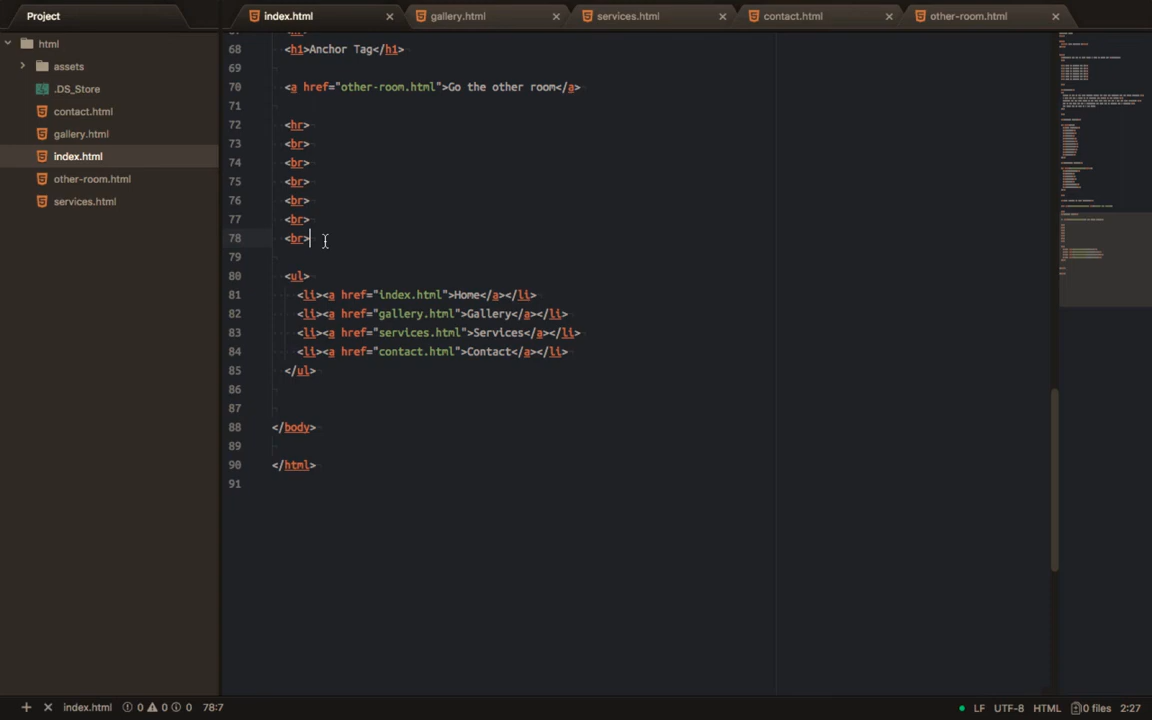 Project
index.html
gallery.html
services.html
contact.html
other-room.html
html
assets
.DS_Store
contact.html
gallery.html
index.html
other-room.html
services.html
68 <h1>Anchor Tag</h1>
69
70 <a href="other-room.html">Go the other room</a>
71
72 <hr>
73 <br>
74 <br>
75 <br>
76 <br>
77 <br>
78 <br>
79
80 <ul>
81 <li><a href="index.html">Home</a></li>
82 <li><a href="gallery.html">Gallery</a></li>
83 <li><a href="services.html">Services</a></li>
84 <li><a href="contact.html">Contact</a></li>
85 </ul>
86
87
88 </body>
89
90 </html>
91
index.html 0 0 0 78:7 LF UTF-8 HTML 0 files 2:27